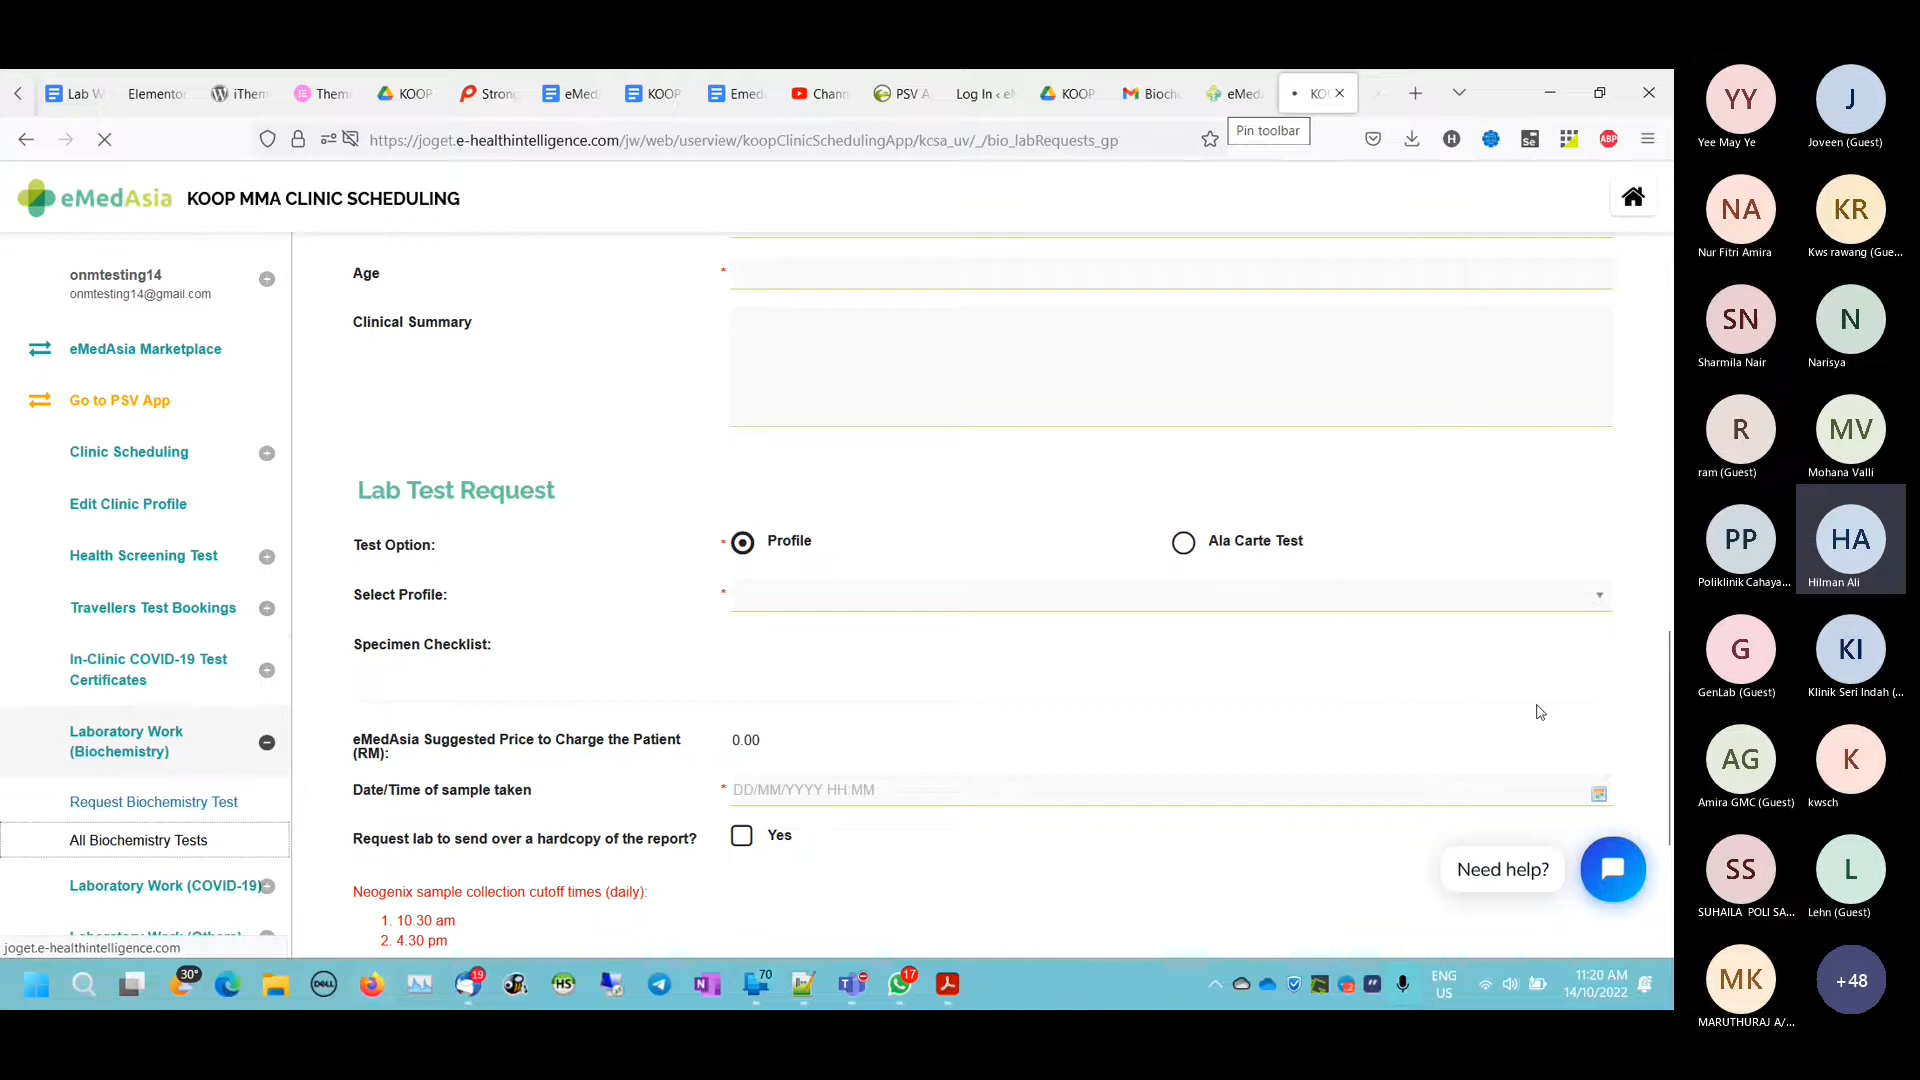 Lab W
Elementor
iThem
Theme
KOOP
Strong
eMed
KOOP
Emed
Chann
PSV A
Log In ‹ eM
KOOP
Bioch
eMed
KO
Pin toolbar
https://joget.e-healthintelligence.com/jw/web/userview/koopClinicSchedulingApp/kcsa_uv/_/bio_labRequests_gp
H
Se
ABP
eMedAsia
KOOP MMA CLINIC SCHEDULING
onmtesting14
onmtesting14@gmail.com
eMedAsia Marketplace
Go to PSV App
Clinic Scheduling
Edit Clinic Profile
Health Screening Test
Travellers Test Bookings
In-Clinic COVID-19 Test
Certificates
Laboratory Work
(Biochemistry)
Request Biochemistry Test
All Biochemistry Tests
Laboratory Work (COVID-19)
Laboratory Work (Others)
joget.e-healthintelligence.com
Age *
Clinical Summary
Lab Test Request
Test Option: * Profile Ala Carte Test
Select Profile: *
Specimen Checklist:
eMedAsia Suggested Price to Charge the Patient
(RM):
0.00
Date/Time of sample taken * DD/MM/YYYY HH:MM
Request lab to send over a hardcopy of the report? Yes
Neogenix sample collection cutoff times (daily):
1. 10.30 am
2. 4.30 pm
Need help?
30°
DELL
19
HS
N
70
17
ENG
US
11:20 AM
14/10/2022
YY
Yee May Ye
J
Joveen (Guest)
NA
Nur Fitri Amira
KR
Kws rawang (Gue...
SN
Sharmila Nair
N
Narisya
R
ram (Guest)
MV
Mohana Valli
PP
Poliklinik Cahaya...
HA
Hilman Ali
G
GenLab (Guest)
KI
Klinik Seri Indah (...
AG
Amira GMC (Guest)
K
kwsch
SS
SUHAILA POLI SA...
L
Lehn (Guest)
MK
MARUTHURAJ A/...
+48